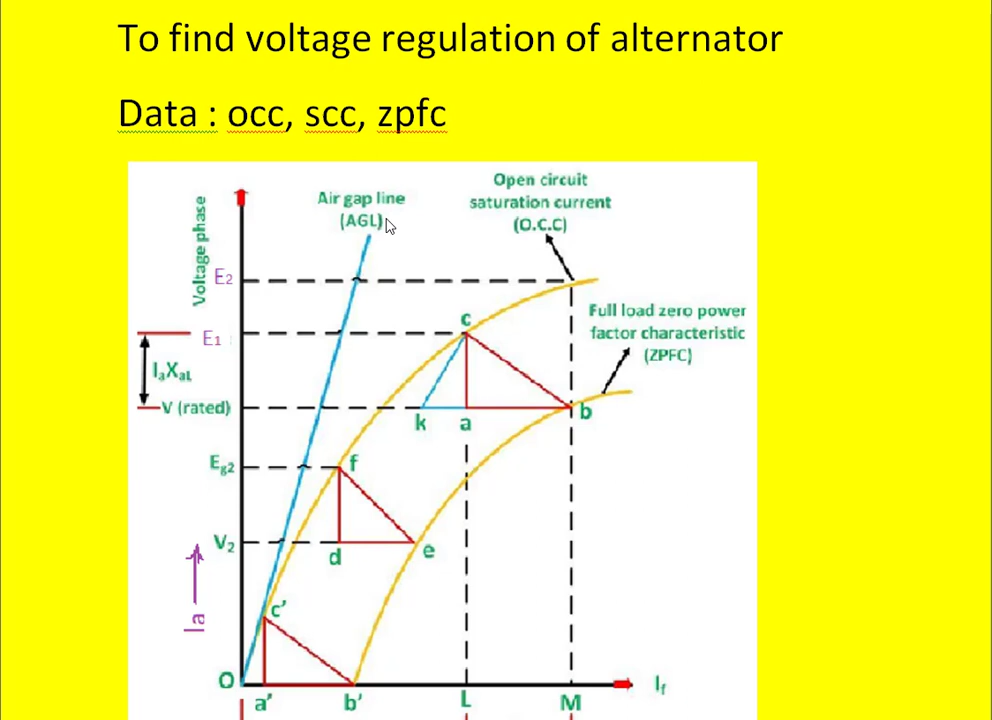 To find voltage regulation of alternator
Data : occ, scc, zpfc
Open circuit
saturation current
(O.C.C)
Air gap line
(AGL)
Voltage phase
E2
Full load zero power
factor characteristic
(ZPFC)
c
E1
IaXaL
V (rated)
k
a
b
Eg2
f
V2
d
e
Ia
c'
O
a'
b'
L
M
If